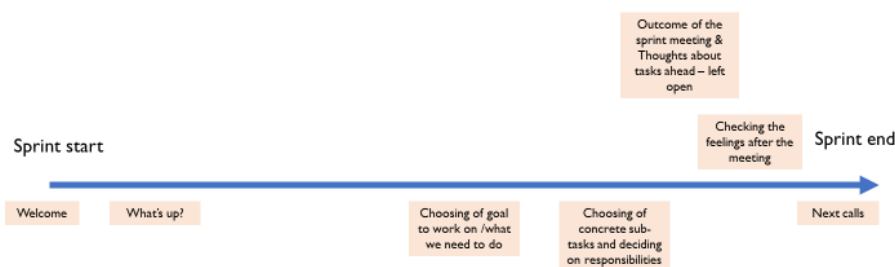 Outcome of the
sprint meeting &
Thoughts about
tasks ahead – left
open
Checking the
feelings after the
meeting
Sprint start
Sprint end
Welcome
What's up?
Choosing of goal
to work on /what
we need to do
Choosing of
concrete sub-
tasks and deciding
on responsibilities
Next calls